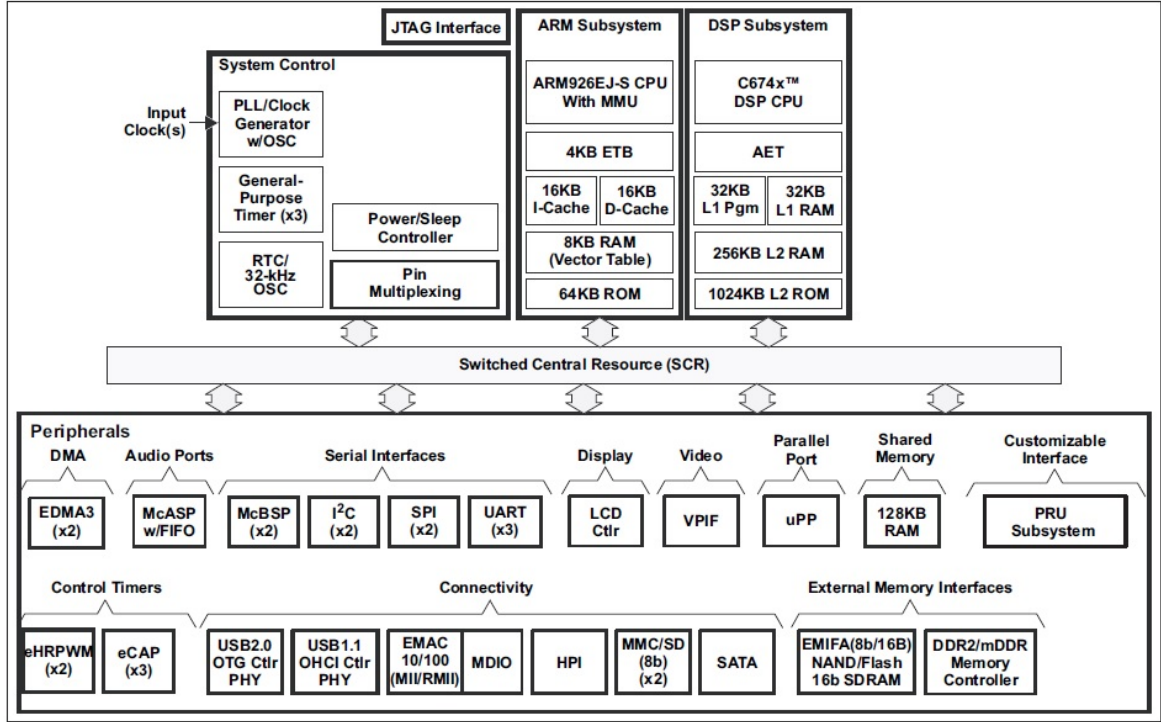 JTAG Interface
System Control
Input
Clock(s)
PLL/Clock
Generator
w/OSC
General-
Purpose
Timer (x3)
RTC/
32-kHz
OSC
Power/Sleep
Controller
Pin
Multiplexing
ARM Subsystem
ARM926EJ-S CPU
With MMU
4KB ETB
16KB
I-Cache
16KB
D-Cache
8KB RAM
(Vector Table)
64KB ROM
DSP Subsystem
C674x™
DSP CPU
AET
32KB
L1 Pgm
32KB
L1 RAM
256KB L2 RAM
1024KB L2 ROM
Switched Central Resource (SCR)
Peripherals
DMA
EDMA3
(x2)
Audio Ports
McASP
w/FIFO
Serial Interfaces
McBSP
(x2)
I²C
(x2)
SPI
(x2)
UART
(x3)
Display
LCD
Ctlr
Video
VPIF
Parallel
Port
uPP
Shared
Memory
128KB
RAM
Customizable
Interface
PRU
Subsystem
Control Timers
eHRPWM
(x2)
eCAP
(x3)
Connectivity
USB2.0
OTG Ctlr
PHY
USB1.1
OHCI Ctlr
PHY
EMAC
10/100
(MII/RMII)
MDIO
HPI
MMC/SD
(8b)
(x2)
SATA
External Memory Interfaces
EMIFA(8b/16B)
NAND/Flash
16b SDRAM
DDR2/mDDR
Memory
Controller